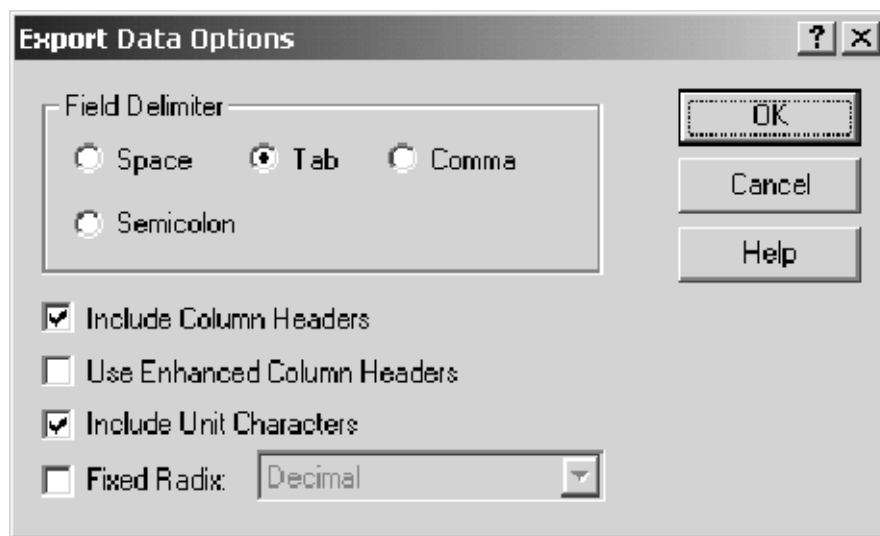 Export Data Options
Field Delimiter
Space Tab Comma
Semicolon
OK
Cancel
Help
Include Column Headers
Use Enhanced Column Headers
Include Unit Characters
Fixed Radix: Decimal